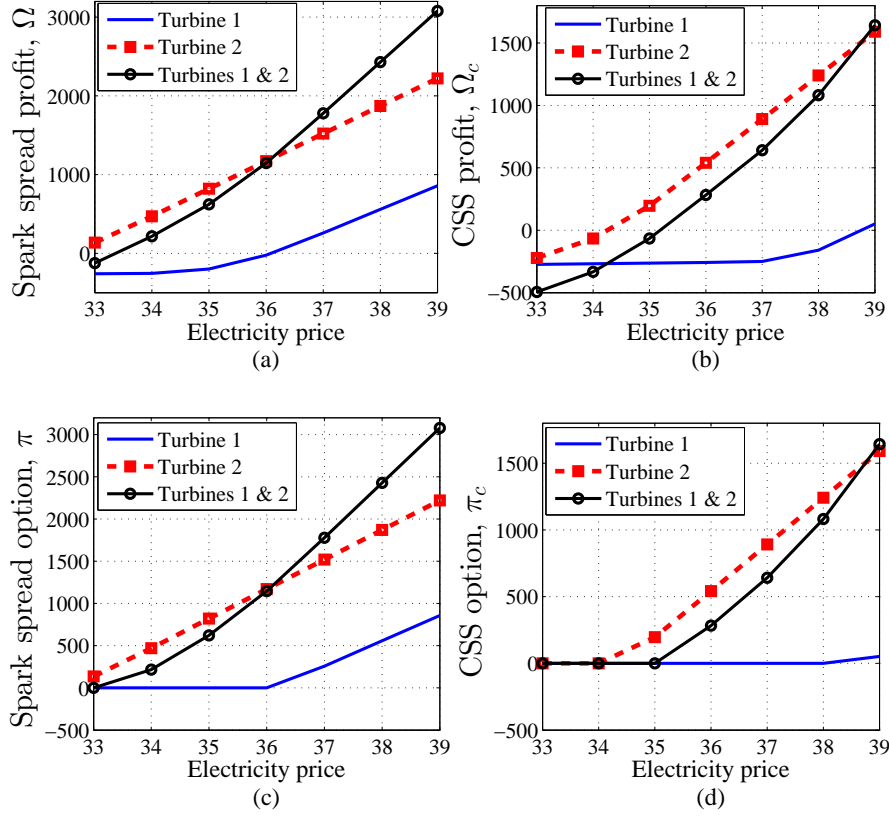 Spark spread profit, Ω
3000
2000
1000
0
Turbine 1
Turbine 2
Turbines 1 & 2
33 34 35 36 37 38 39
Electricity price
(a)
CSS profit, Ω_c
1500
1000
500
0
−500
Turbine 1
Turbine 2
Turbines 1 & 2
33 34 35 36 37 38 39
Electricity price
(b)
Spark spread option, π
3000
2500
2000
1500
1000
500
0
−500
Turbine 1
Turbine 2
Turbines 1 & 2
33 34 35 36 37 38 39
Electricity price
(c)
CSS option, π_c
1500
1000
500
0
−500
Turbine 1
Turbine 2
Turbines 1 & 2
33 34 35 36 37 38 39
Electricity price
(d)